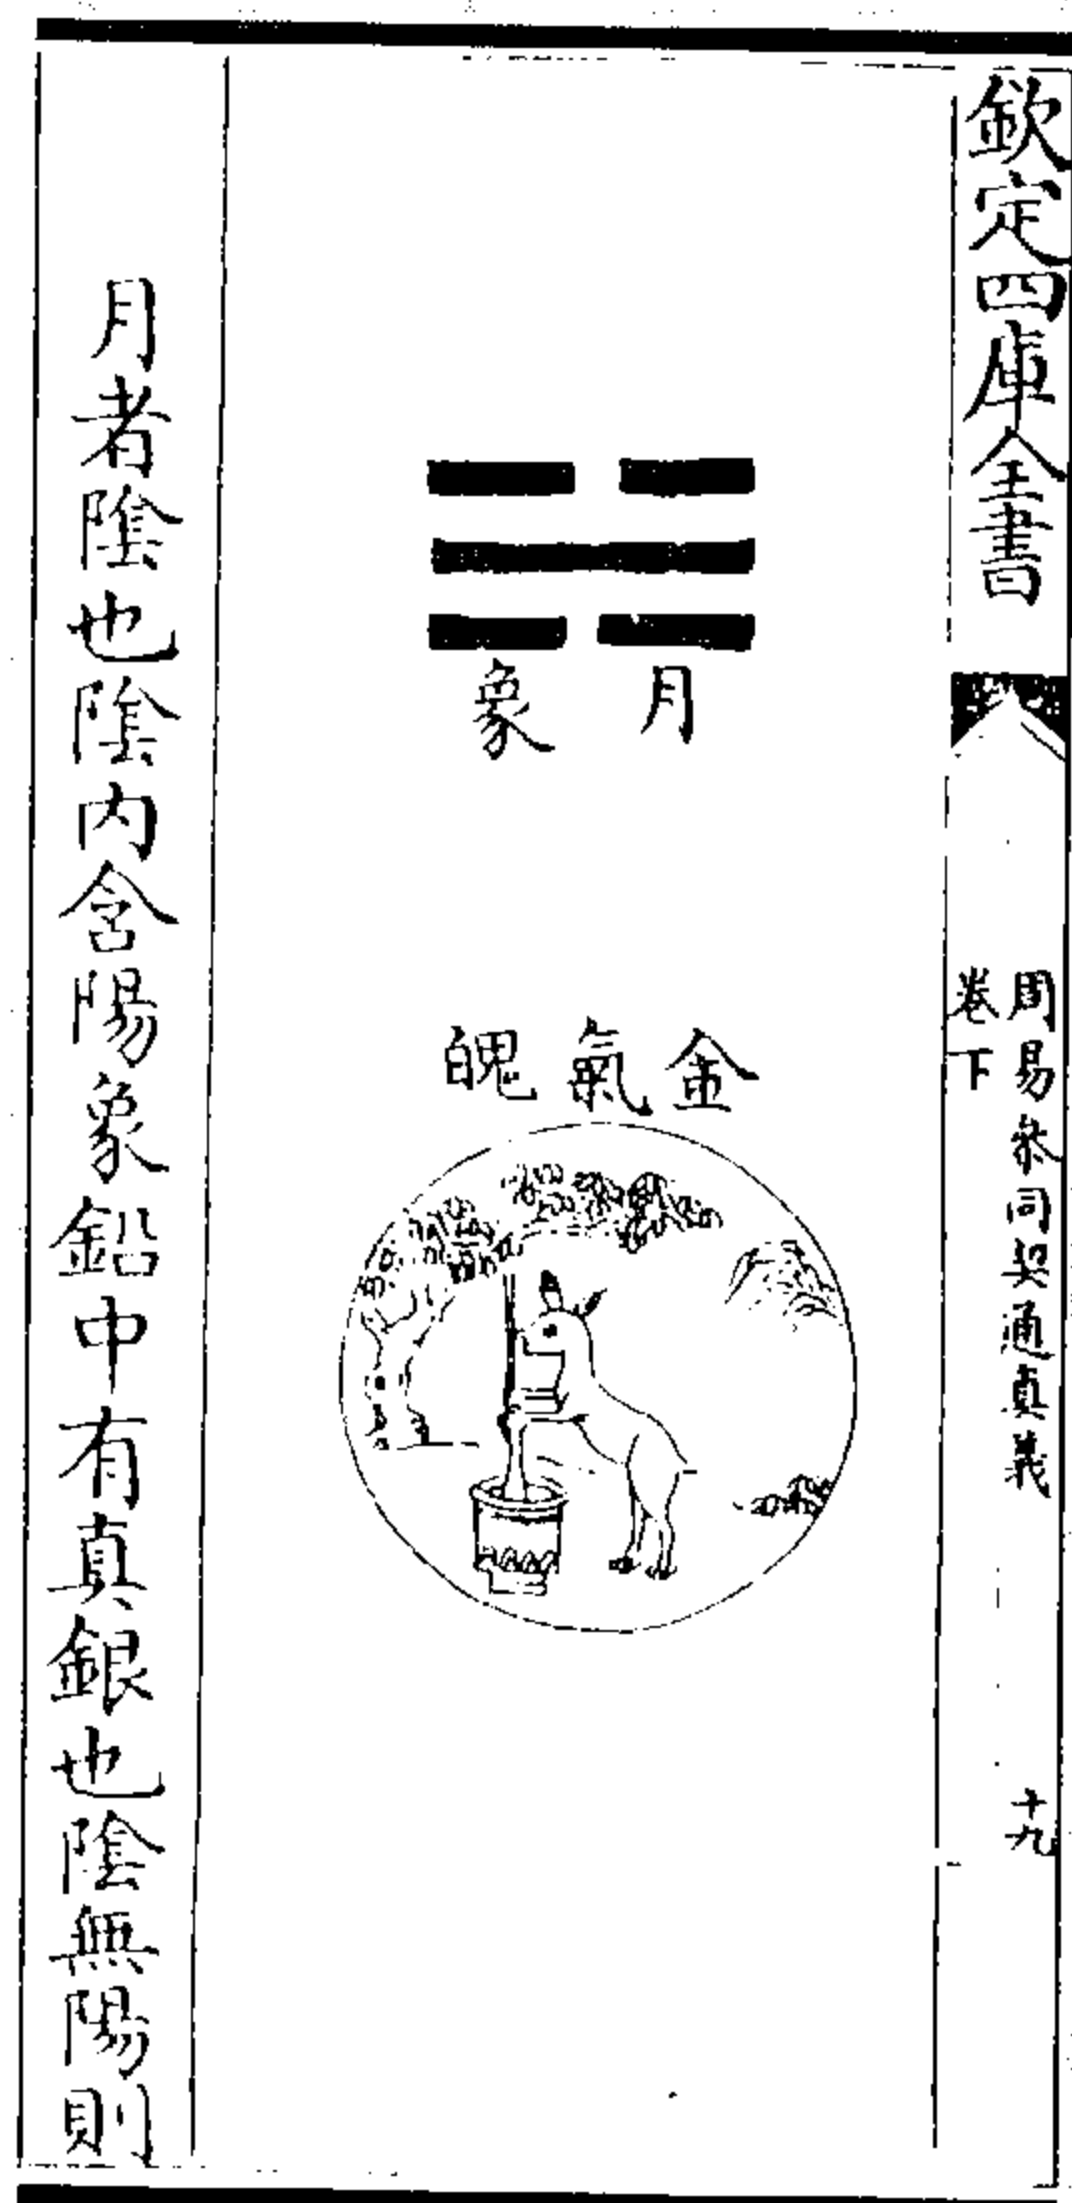 欽定四庫全書
周易參同契通真義
卷下
十九
月象
金氣魄
月者陰也陰内含陽象鉛中有真銀也陰無陽則